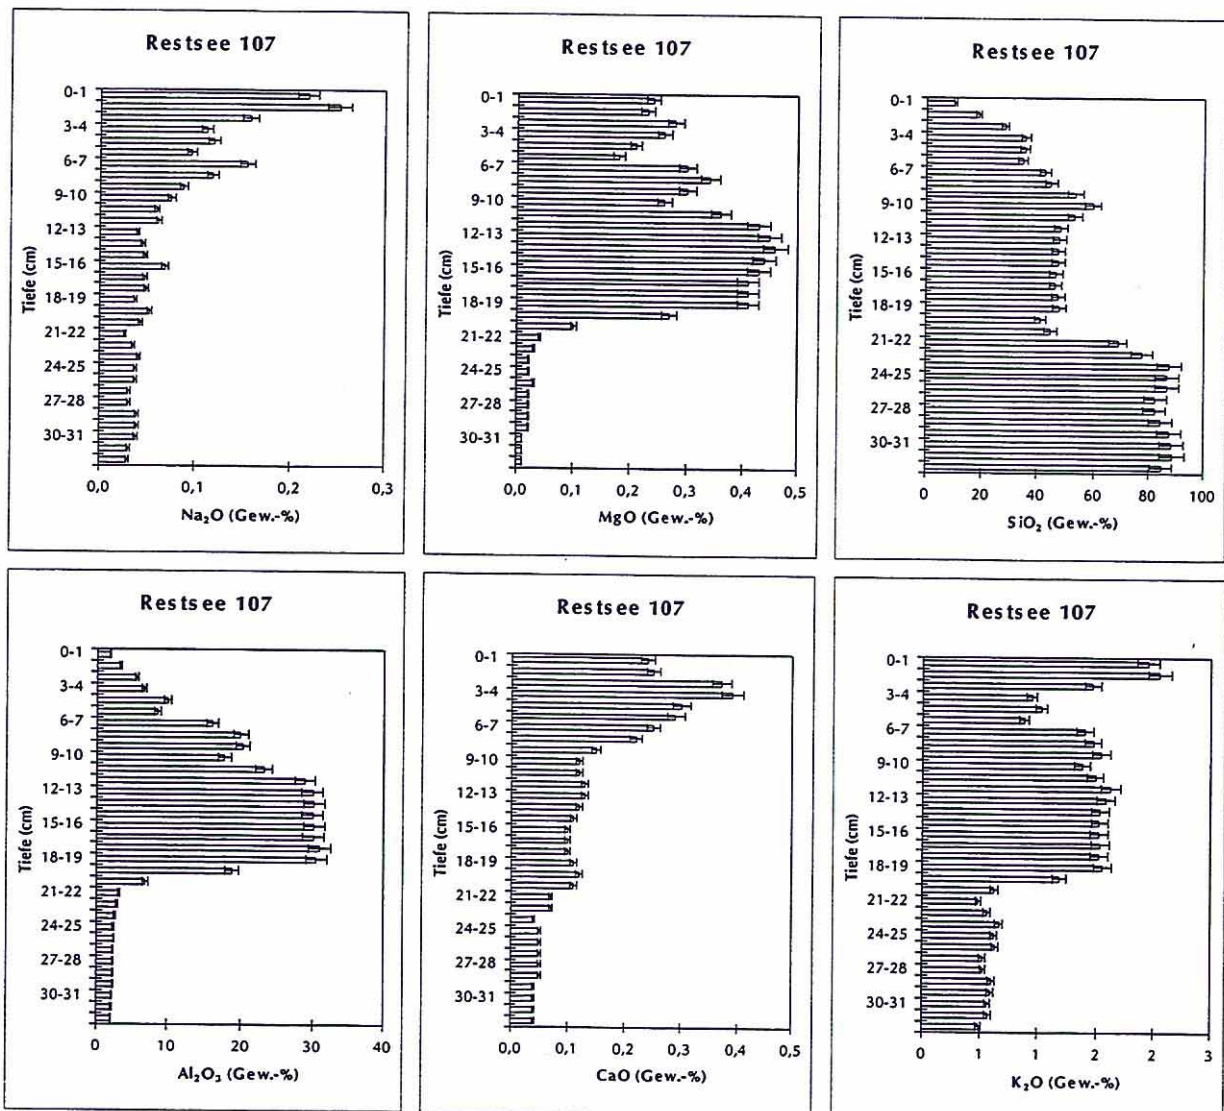 Restsee 107
Tiefe (cm)
0-1
3-4
6-7
9-10
12-13
15-16
18-19
21-22
24-25
27-28
30-31
0,0 0,1 0,2 0,3
Na₂O (Gew.-%)
Restsee 107
Tiefe (cm)
0-1
3-4
6-7
9-10
12-13
15-16
18-19
21-22
24-25
27-28
30-31
0,0 0,1 0,2 0,3 0,4 0,5
MgO (Gew.-%)
Restsee 107
Tiefe (cm)
0-1
3-4
6-7
9-10
12-13
15-16
18-19
21-22
24-25
27-28
30-31
0 20 40 60 80 100
SiO₂ (Gew.-%)
Restsee 107
Tiefe (cm)
0-1
3-4
6-7
9-10
12-13
15-16
18-19
21-22
24-25
27-28
30-31
0 10 20 30 40
Al₂O₃ (Gew.-%)
Restsee 107
Tiefe (cm)
0-1
3-4
6-7
9-10
12-13
15-16
18-19
21-22
24-25
27-28
30-31
0,0 0,1 0,2 0,3 0,4 0,5
CaO (Gew.-%)
Restsee 107
Tiefe (cm)
0-1
3-4
6-7
9-10
12-13
15-16
18-19
21-22
24-25
27-28
30-31
0 1 1 2 2 3
K₂O (Gew.-%)